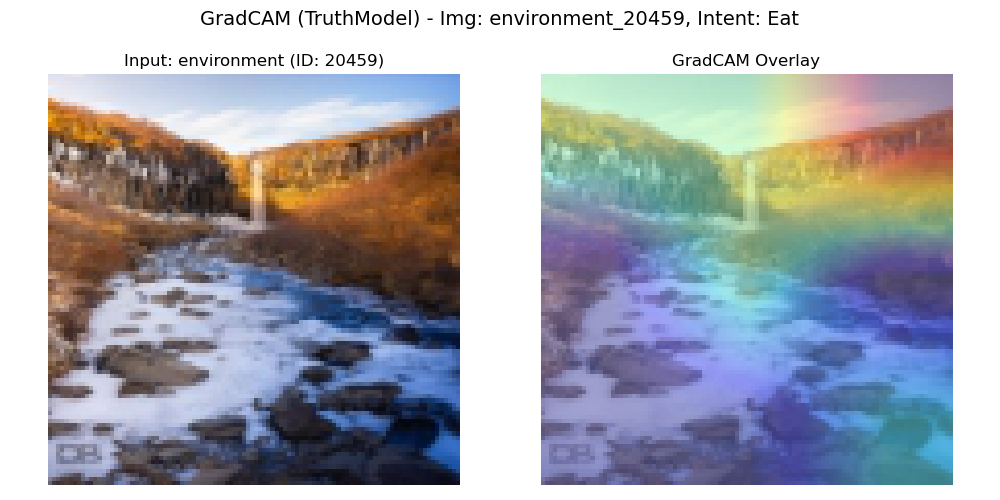 GradCAM (TruthModel) - Img: environment_20459, Intent: Eat
Input: environment (ID: 20459)
GradCAM Overlay